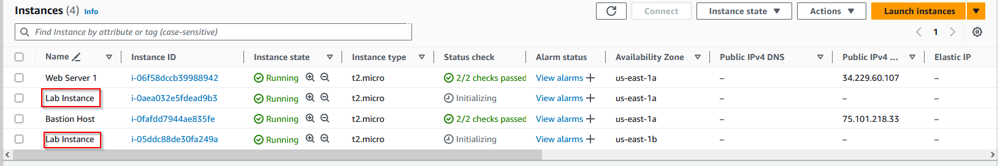 Instances (4) Info Connect Instance state Actions Launch instances
Find Instance by attribute or tag (case-sensitive) 1
Name Instance ID Instance state Instance type Status check Alarm status Availability Zone Public IPv4 DNS Public IPv4 ... Elastic IP
Web Server 1 i-06f58dccb39988942 Running t2.micro 2/2 checks passed View alarms + us-east-1a – 34.229.60.107 –
Lab Instance i-0aea032e5fdead9b3 Running t2.micro Initializing View alarms + us-east-1a – – –
Bastion Host i-0fafdd7944ae835fe Running t2.micro 2/2 checks passed View alarms + us-east-1a – 75.101.218.33 –
Lab Instance i-05ddc88de30fa249a Running t2.micro Initializing View alarms + us-east-1b – – –